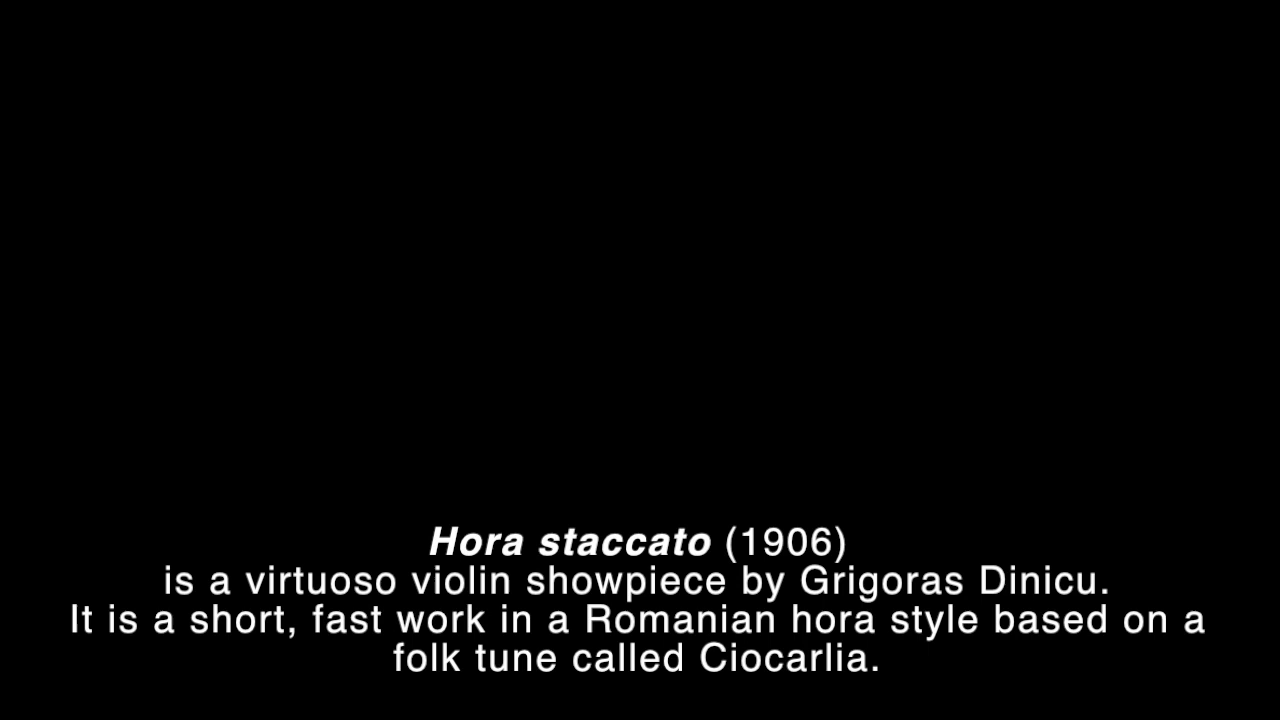 Hora staccato (1906)
is a virtuoso violin showpiece by Grigoras Dinicu.
It is a short, fast work in a Romanian hora style based on a
folk tune called Ciocarlia.